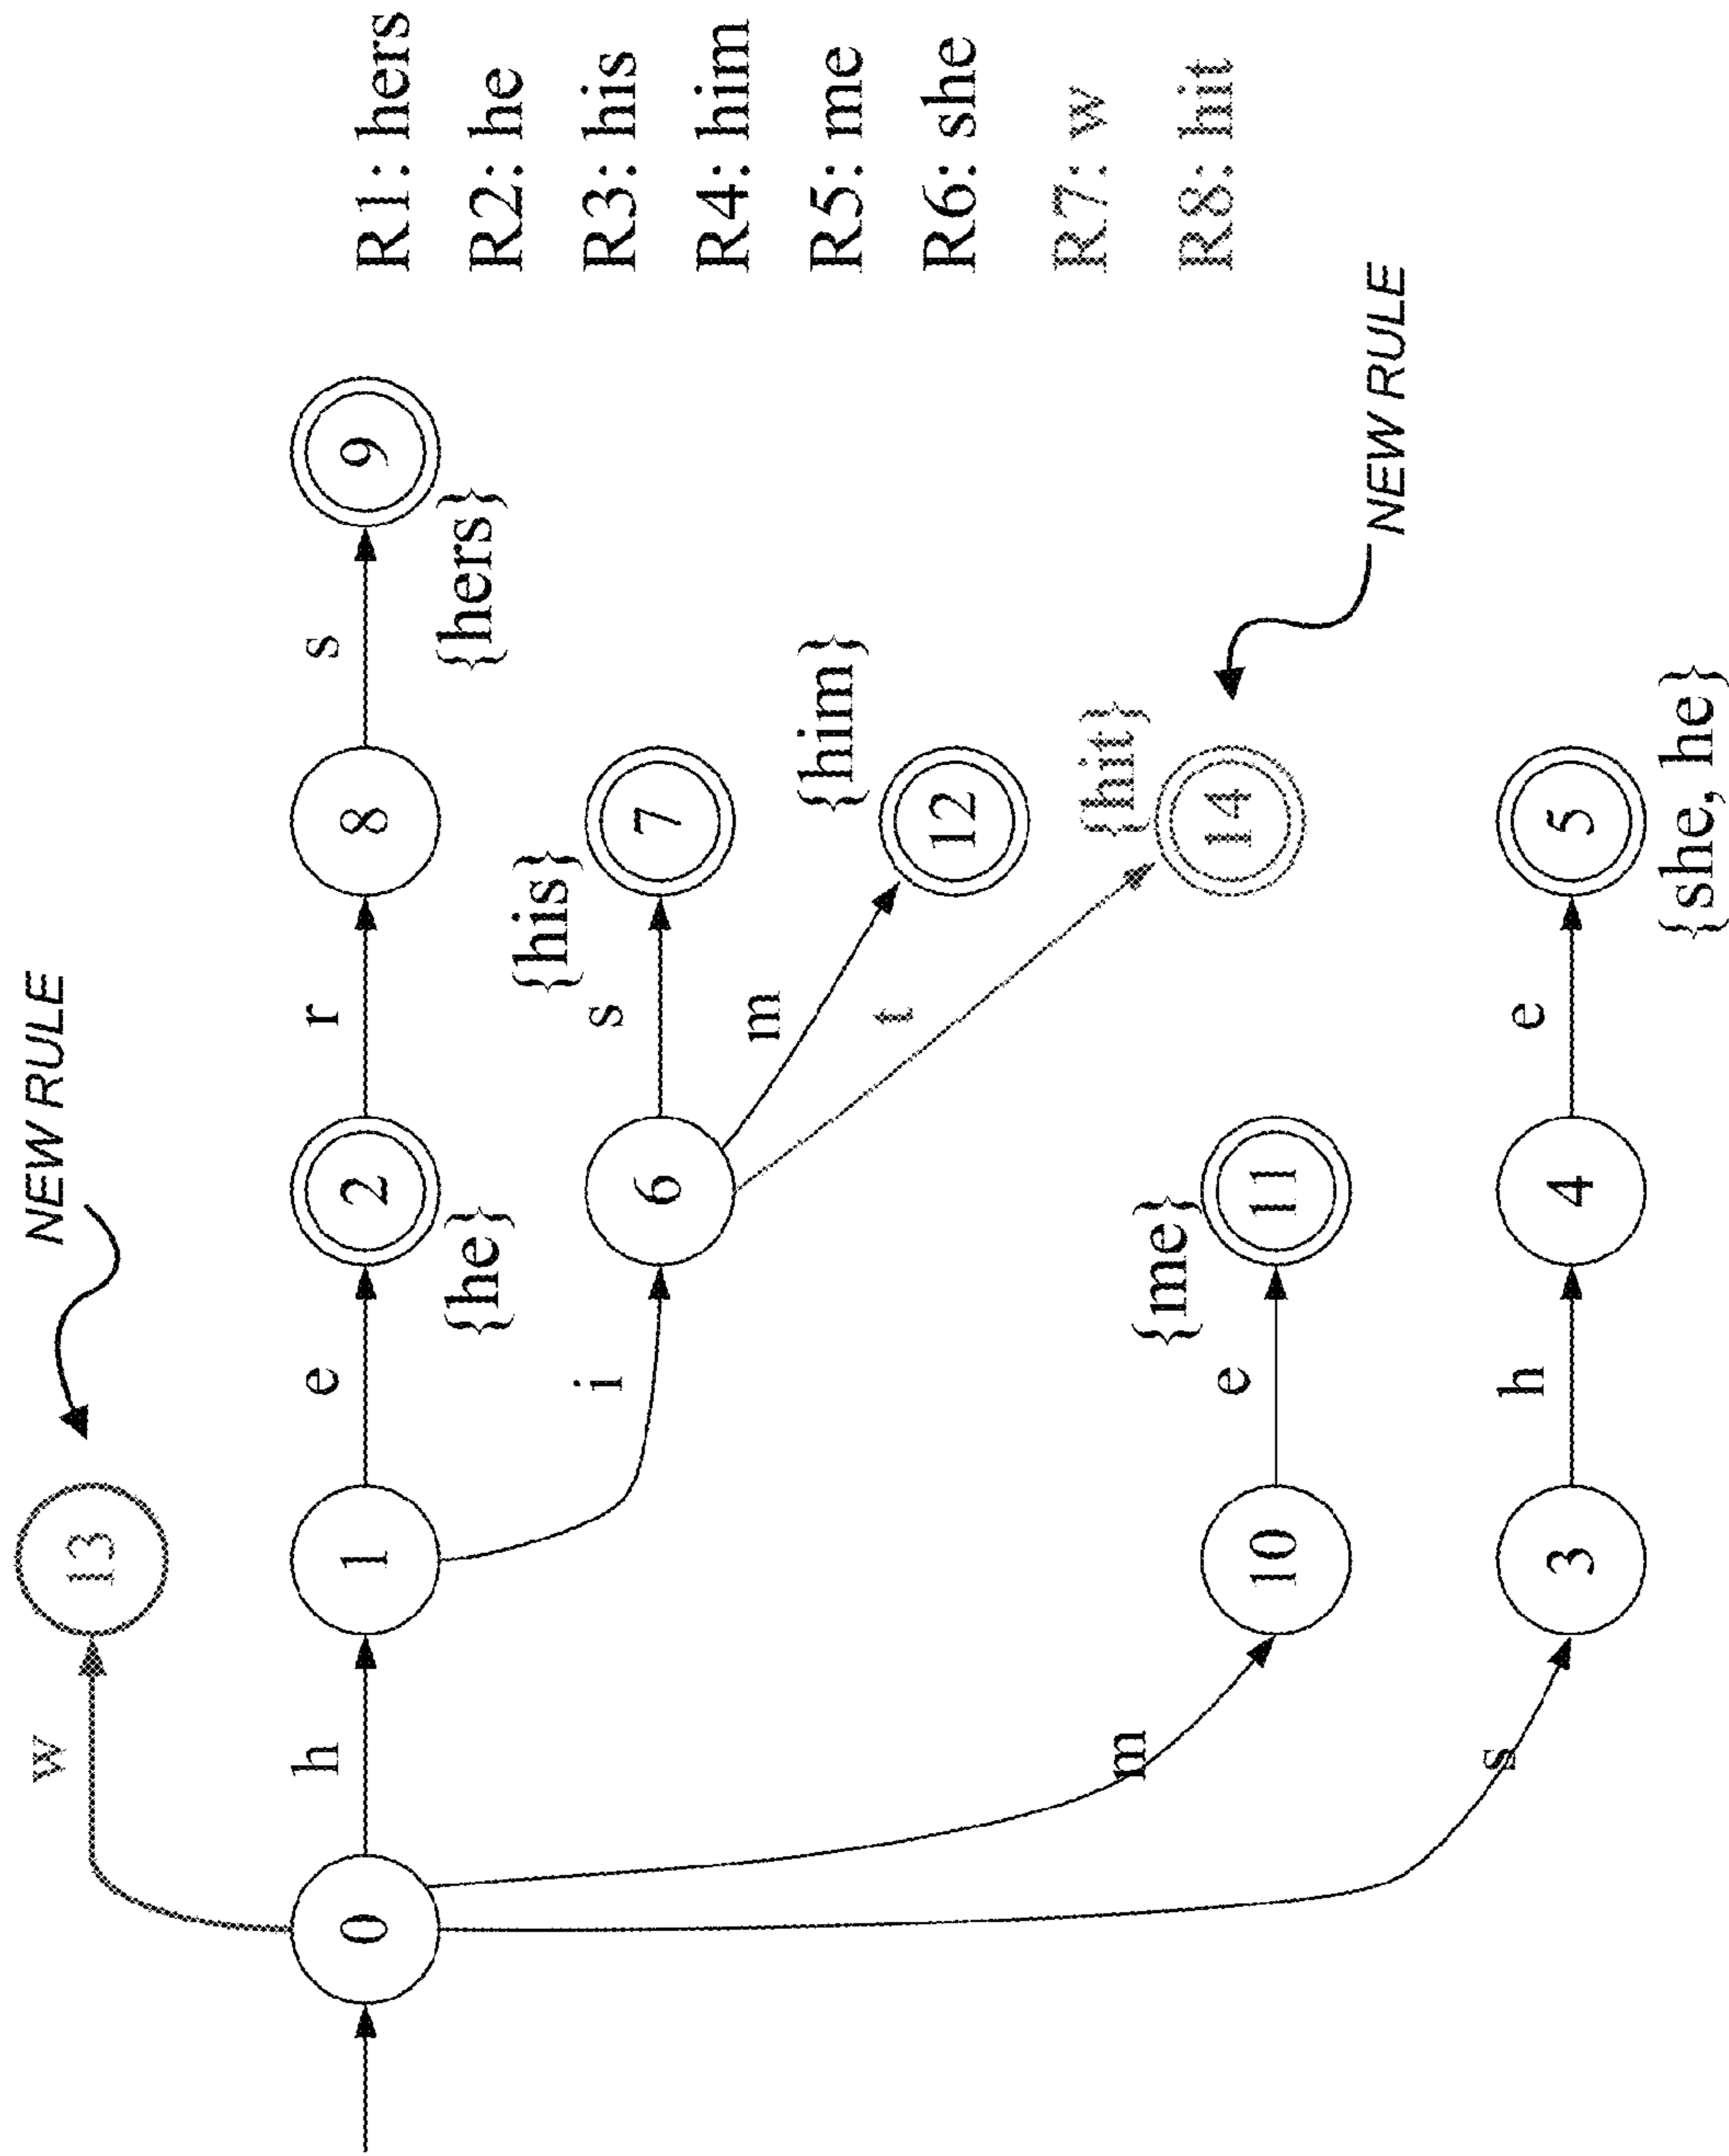 NEW RULE
w
13
0
h
1
e
2
{he}
r
8
s
9
{hers}
i
6
s
7
{his}
m
12
{him}
t
14
{hit}
NEW RULE
m
10
e
11
{me}
s
3
h
4
e
5
{she, he}
R1: hers
R2: he
R3: his
R4: him
R5: me
R6: she
R7: w
R8: hit